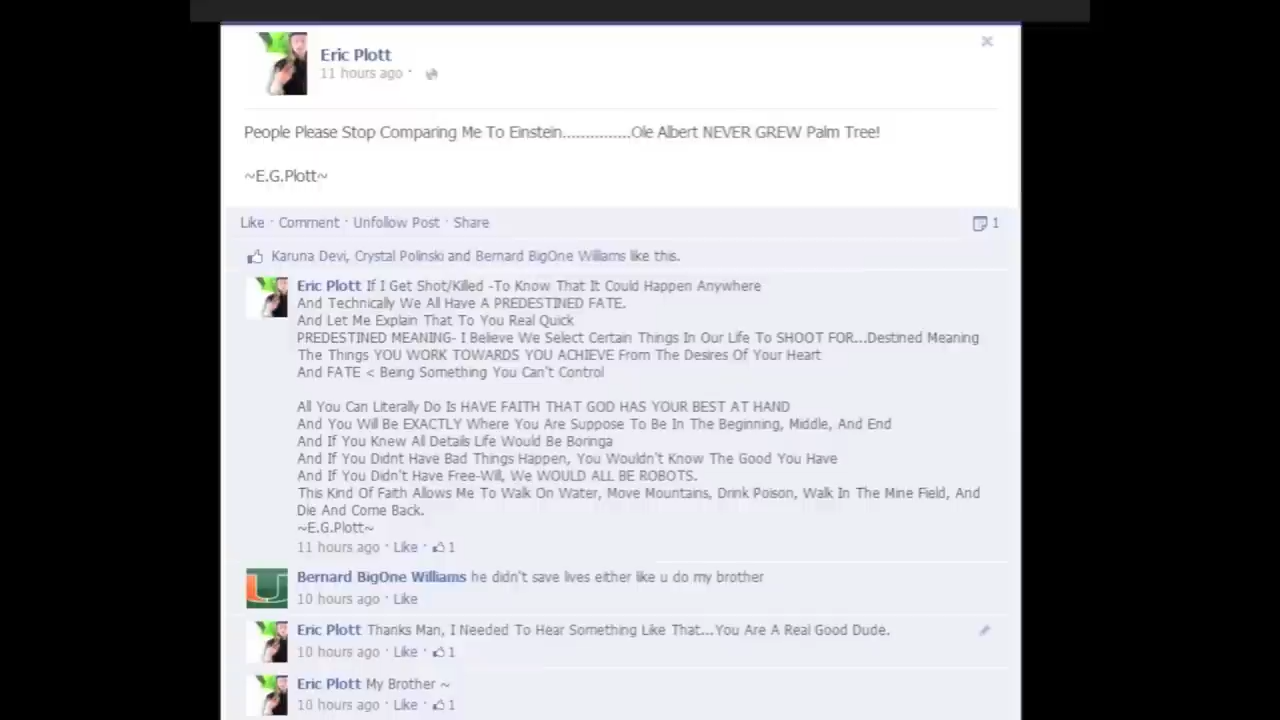 Eric Plott
11 hours ago ·
People Please Stop Comparing Me To Einstein...............Ole Albert NEVER GREW Palm Tree!
~E.G.Plott~
Like · Comment · Unfollow Post · Share
1
Karuna Devi, Crystal Polinski and Bernard BigOne Willams like this.
Eric Plott If I Get Shot/Killed -To Know That It Could Happen Anywhere
And Technically We All Have A PREDESTINED FATE.
And Let Me Explain That To You Real Quick
PREDESTINED MEANING- I Believe We Select Certain Things In Our Life To SHOOT FOR...Destined Meaning
The Things YOU WORK TOWARDS YOU ACHIEVE From The Desires Of Your Heart
And FATE < Being Something You Can't Control
All You Can Literally Do Is HAVE FAITH THAT GOD HAS YOUR BEST AT HAND
And You Will Be EXACTLY Where You Are Suppose To Be In The Beginning, Middle, And End
And If You Knew All Details Life Would Be Boringa
And If You Didnt Have Bad Things Happen, You Wouldn't Know The Good You Have
And If You Didn't Have Free-Will, We WOULD ALL BE ROBOTS.
This Kind Of Faith Allows Me To Walk On Water, Move Mountains, Drink Poison, Walk In The Mine Field, And
Die And Come Back.
~E.G.Plott~
11 hours ago · Like · 1
Bernard BigOne Williams he didn't save lives either like u do my brother
10 hours ago · Like
Eric Plott Thanks Man, I Needed To Hear Something Like That...You Are A Real Good Dude.
10 hours ago · Like · 1
Eric Plott My Brother ~
10 hours ago · Like · 1